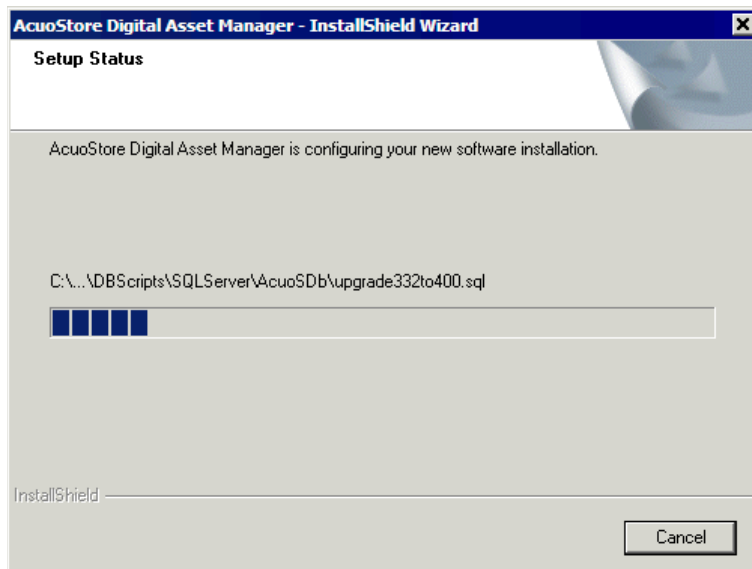 AcuoStore Digital Asset Manager - InstallShield Wizard
Setup Status
AcuoStore Digital Asset Manager is configuring your new software installation.
C:\...\DBScripts\SQLServer\AcuoSDb\upgrade332to400.sql
InstallShield
Cancel